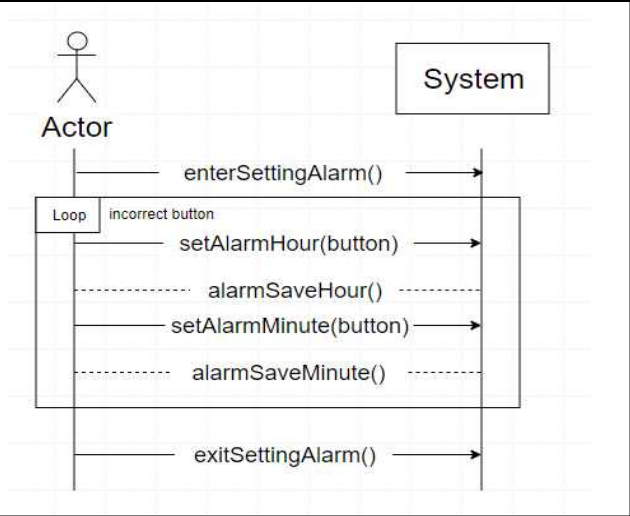 System
Actor
enterSettingAlarm()
Loop incorrect button
setAlarmHour(button)
alarmSaveHour()
setAlarmMinute(button)
alarmSaveMinute()
exitSettingAlarm()